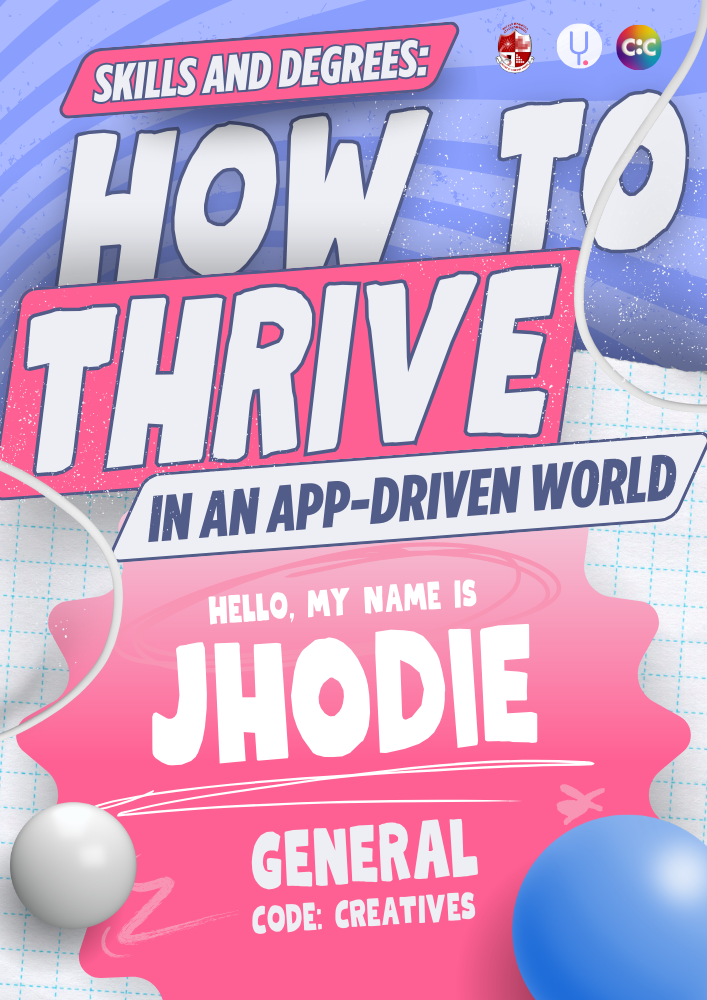 SKILLS AND DEGREES:
C:C
HOW TO
THRIVE
IN AN APP-DRIVEN WORLD
HELLO, MY NAME IS
JHODIE
GENERAL
CODE: CREATIVES